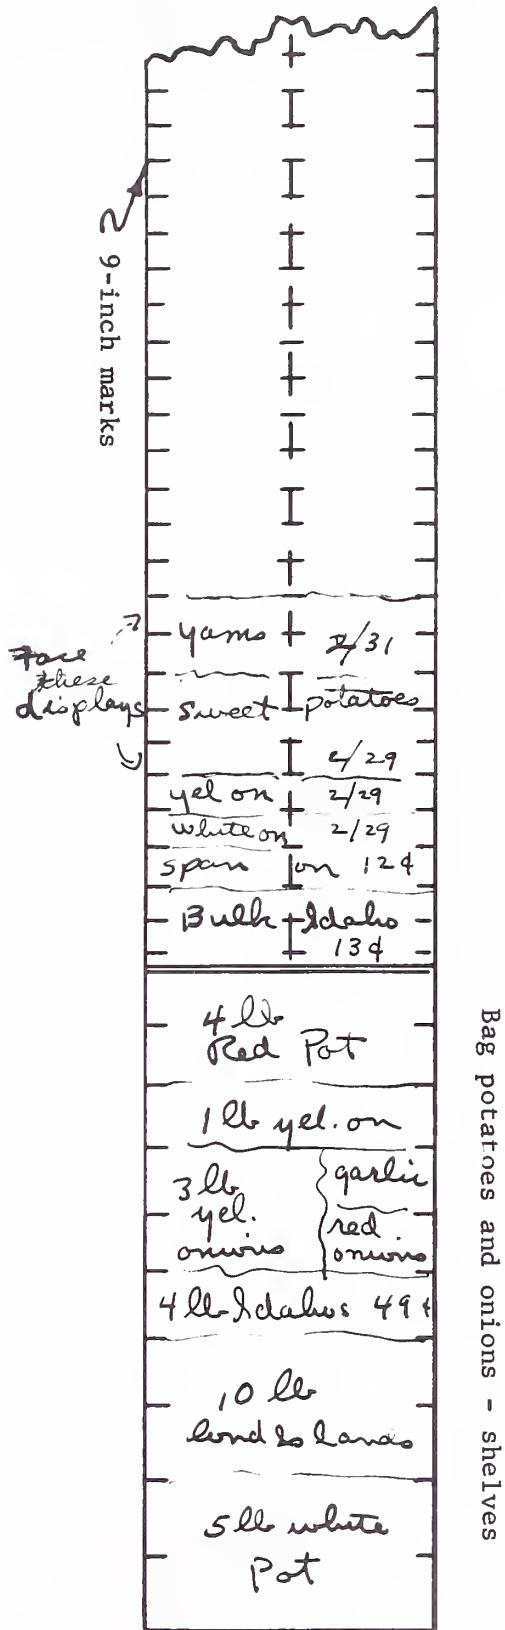 9-inch marks
Face
these
displays
yams 2/31
sweet potatoes
2/29
yel on 2/29
white on 2/29
span on 12¢
Bulk Idaho
13¢
4 lb
Red Pot
1 lb yel. on
3 lb
yel.
onions
garlic
red
onions
4 lb Idahos 49¢
10 lb
5 lb white
Pot
Bag potatoes and onions - shelves